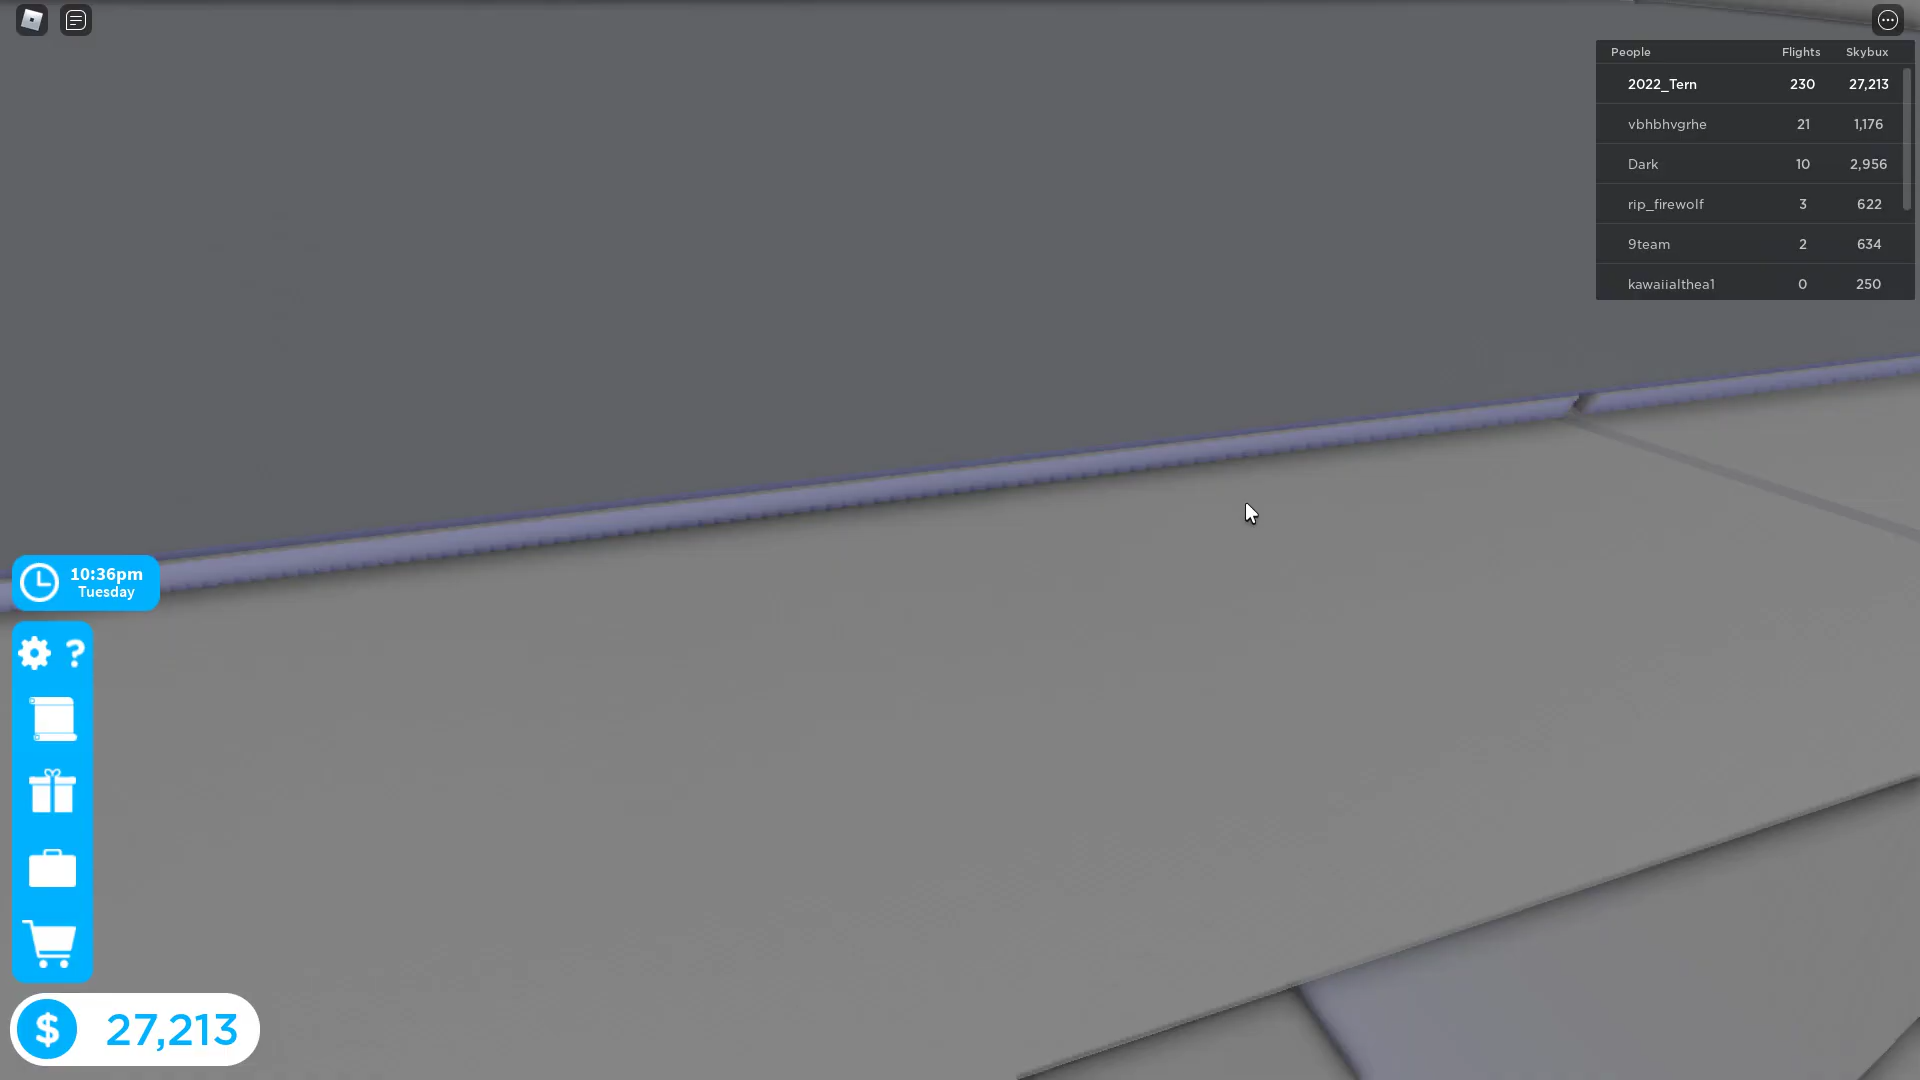 People Flights Skybux
2022_Tern 230 27,213
vbhbhvgrhe 21 1,176
Dark 10 2,956
rip_firewolf 3 622
9team 2 634
kawaiialthea1 0 250
10:36pm
Tuesday
?
$ 27,213